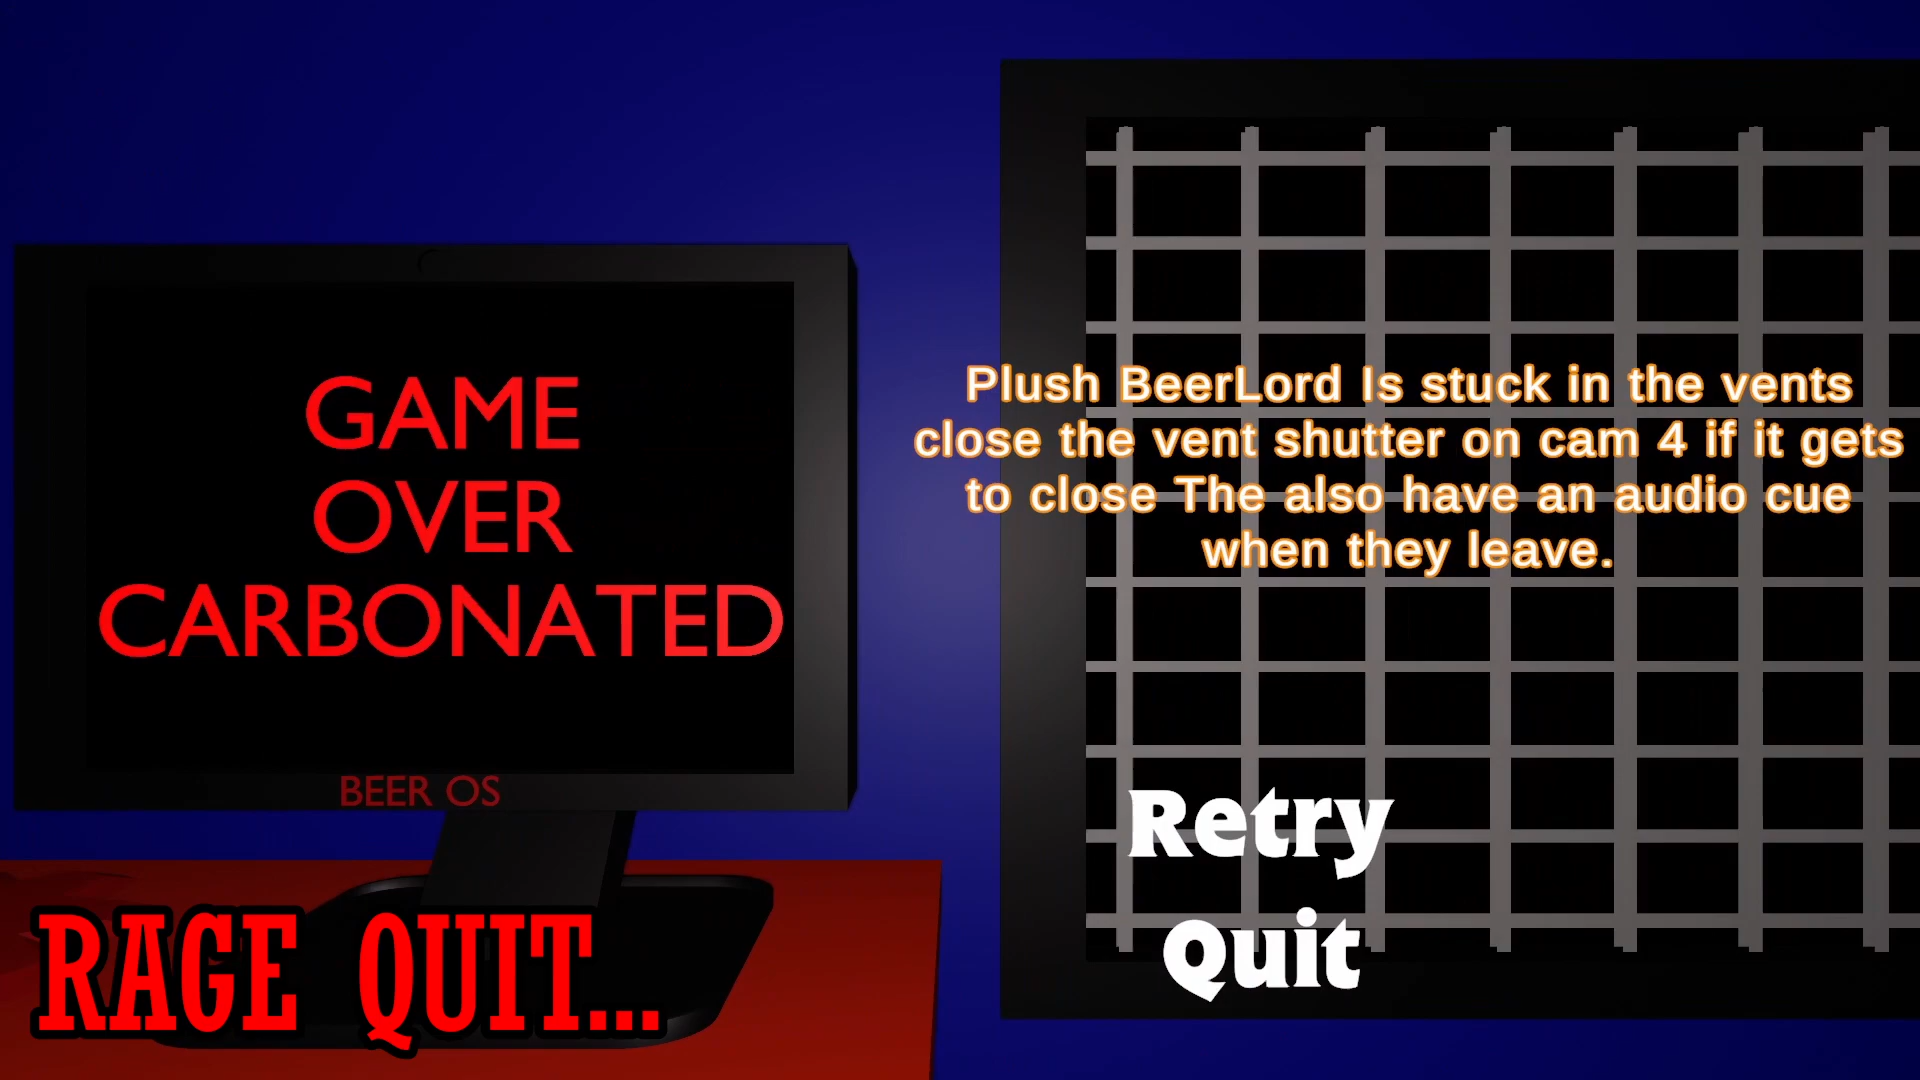 GAME
OVER
CARBONATED
BEER OS
Plush BeerLord Is stuck in the vents
close the vent shutter on cam 4 if it gets
to close The also have an audio cue
when they leave.
Retry
Quit
RAGE QUIT...